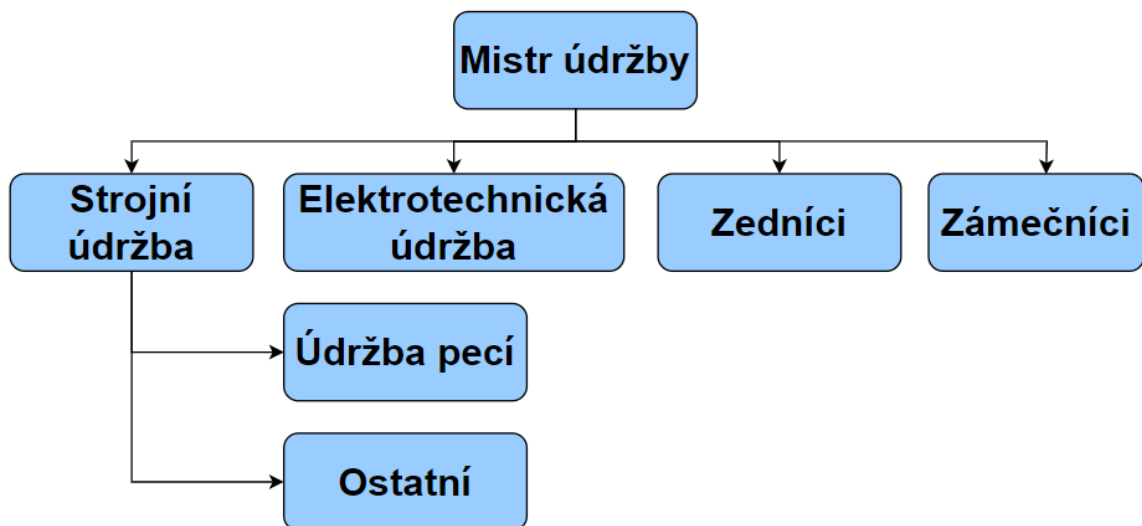 Mistr údržby
Strojní
údržba
Elektrotechnická
údržba
Zedníci
Zámečníci
Údržba pecí
Ostatní